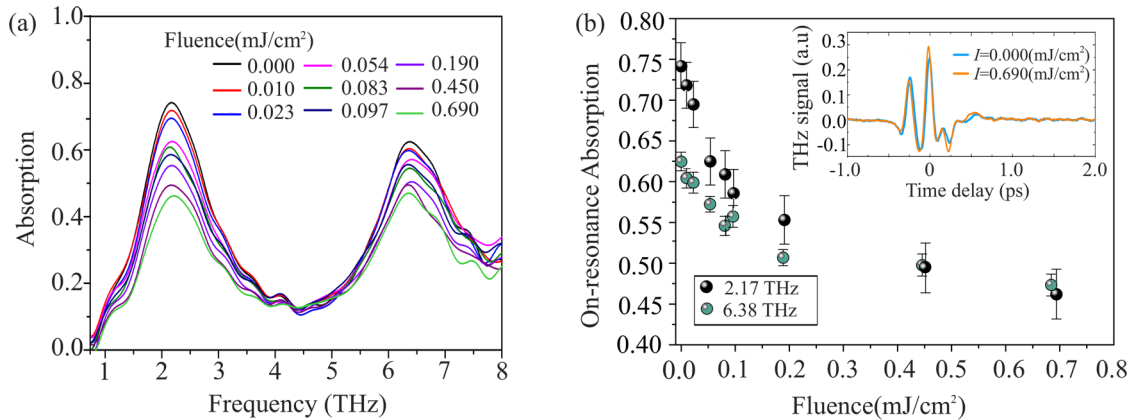 (a)
1.0
0.8
0.6
0.4
0.2
0.0
Absorption
Fluence(mJ/cm²)
0.000 0.054 0.190
0.010 0.083 0.450
0.023 0.097 0.690
1 2 3 4 5 6 7 8
Frequency (THz)
(b)
0.80
0.75
0.70
0.65
0.60
0.55
0.50
0.45
0.40
On-resonance Absorption
THz signal (a.u)
0.3
0.2
0.1
0.0
-0.1
I=0.000(mJ/cm²)
I=0.690(mJ/cm²)
-1.0 0 1.0 2.0
Time delay (ps)
2.17 THz
6.38 THz
0.0 0.1 0.2 0.3 0.4 0.5 0.6 0.7 0.8
Fluence(mJ/cm²)